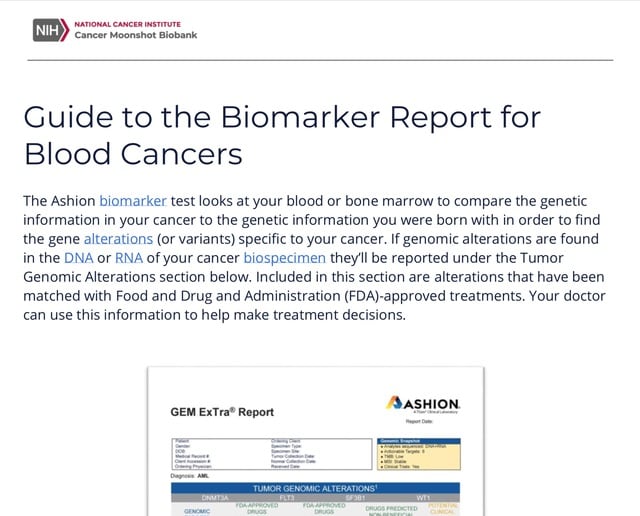 NIH
NATIONAL CANCER INSTITUTE
Cancer Moonshot Biobank
Guide to the Biomarker Report for
Blood Cancers
The Ashion biomarker test looks at your blood or bone marrow to compare the genetic
information in your cancer to the genetic information you were born with in order to find
the gene alterations (or variants) specific to your cancer. If genomic alterations are found
in the DNA or RNA of your cancer biospecimen they’ll be reported under the Tumor
Genomic Alterations section below. Included in this section are alterations that have been
matched with Food and Drug and Administration (FDA)-approved treatments. Your doctor
can use this information to help make treatment decisions.
ASHION
GEM ExTra® Report
Report Date:
Patient
Gender
DOB
Medical Record #:
Client Accession #:
Ordering Physician:
Ordering Client:
Specimen Type:
Specimen Site:
Tumor Collection Date:
Normal Collection Date:
Received Date:
Genomic Snapshot
Analytes sequenced: DNA+RNA
Actionable Targets: 8
TMB: Low
MSI: Stable
Clinical Trials: Yes
Diagnosis: AML
TUMOR GENOMIC ALTERATIONS¹
DNMT3A FLT3 SF3B1 WT1
GENOMIC
FDA-APPROVED
DRUGS
FDA-APPROVED
DRUGS
DRUGS PREDICTED
NON-BENEFICIAL
POTENTIAL
CLINICAL